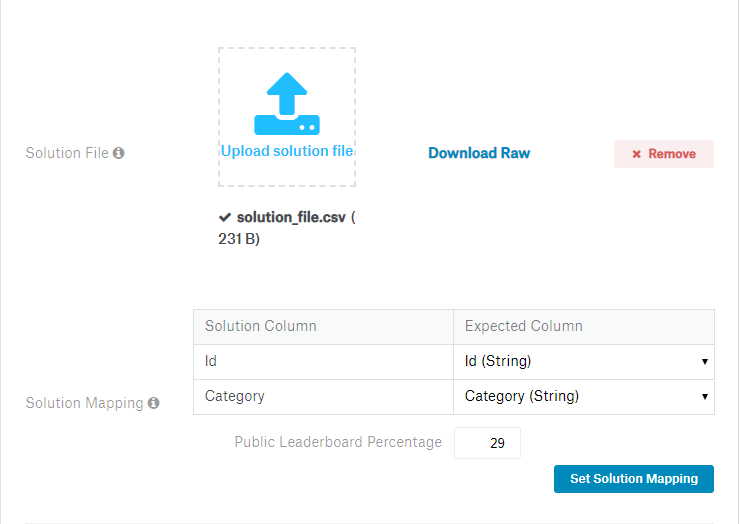 Upload solution file
Solution File
Download Raw
Remove
solution_file.csv (
231 B)
Solution Column Expected Column
Id Id (String)
Category Category (String)
Solution Mapping
Public Leaderboard Percentage 29
Set Solution Mapping